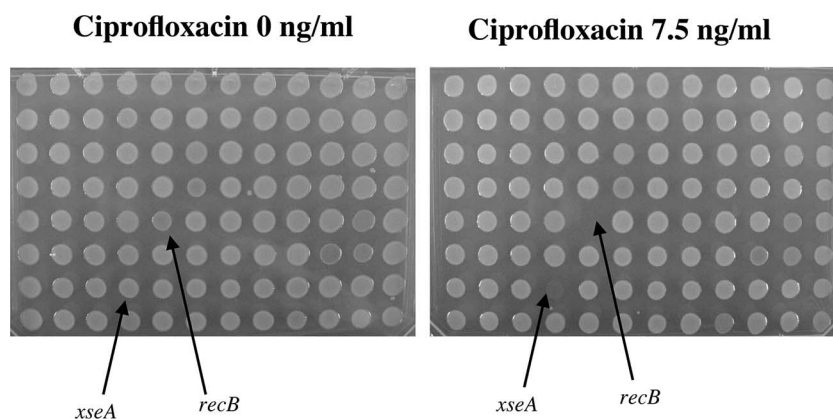 Ciprofloxacin 0 ng/ml
Ciprofloxacin 7.5 ng/ml
xseA
recB
xseA
recB